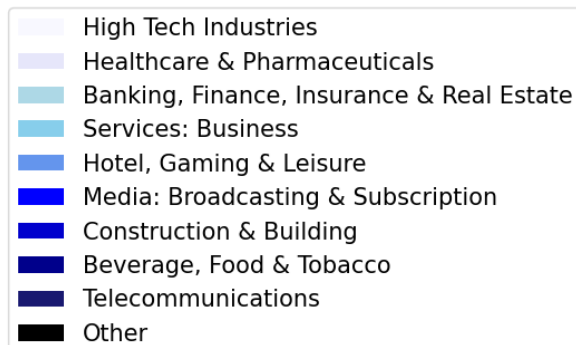 High Tech Industries
Healthcare & Pharmaceuticals
Banking, Finance, Insurance & Real Estate
Services: Business
Hotel, Gaming & Leisure
Media: Broadcasting & Subscription
Construction & Building
Beverage, Food & Tobacco
Telecommunications
Other